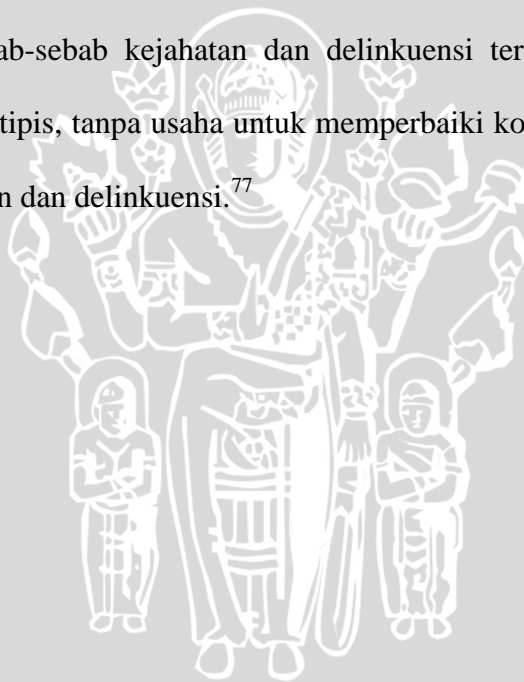 ab-sebab kejahatan dan delinkuensi ter
tipis, tanpa usaha untuk memperbaiki ko
n dan delinkuensi.77